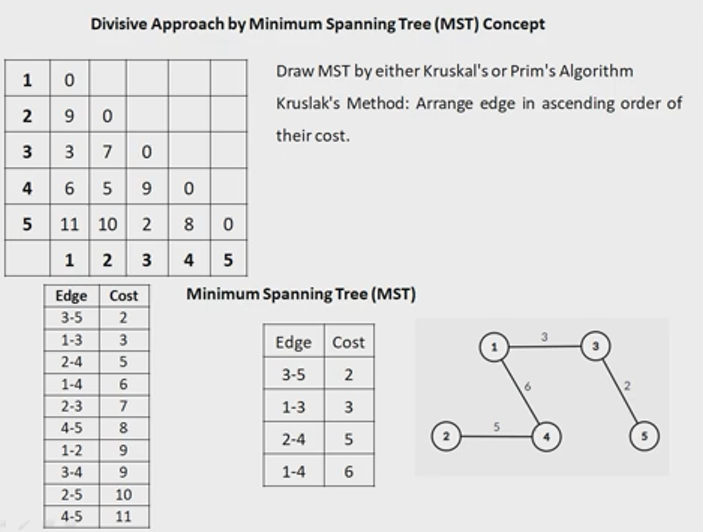 Divisive Approach by Minimum Spanning Tree (MST) Concept
1 0
2 9 0
3 3 7 0
4 6 5 9 0
5 11 10 2 8 0
1 2 3 4 5
Draw MST by either Kruskal's or Prim's Algorithm
Kruslak's Method: Arrange edge in ascending order of
their cost.
Edge Cost
3-5 2
1-3 3
2-4 5
1-4 6
2-3 7
4-5 8
1-2 9
3-4 9
2-5 10
4-5 11
Minimum Spanning Tree (MST)
Edge Cost
3-5 2
1-3 3
2-4 5
1-4 6
1 3 3
6 2
2 5 4 5